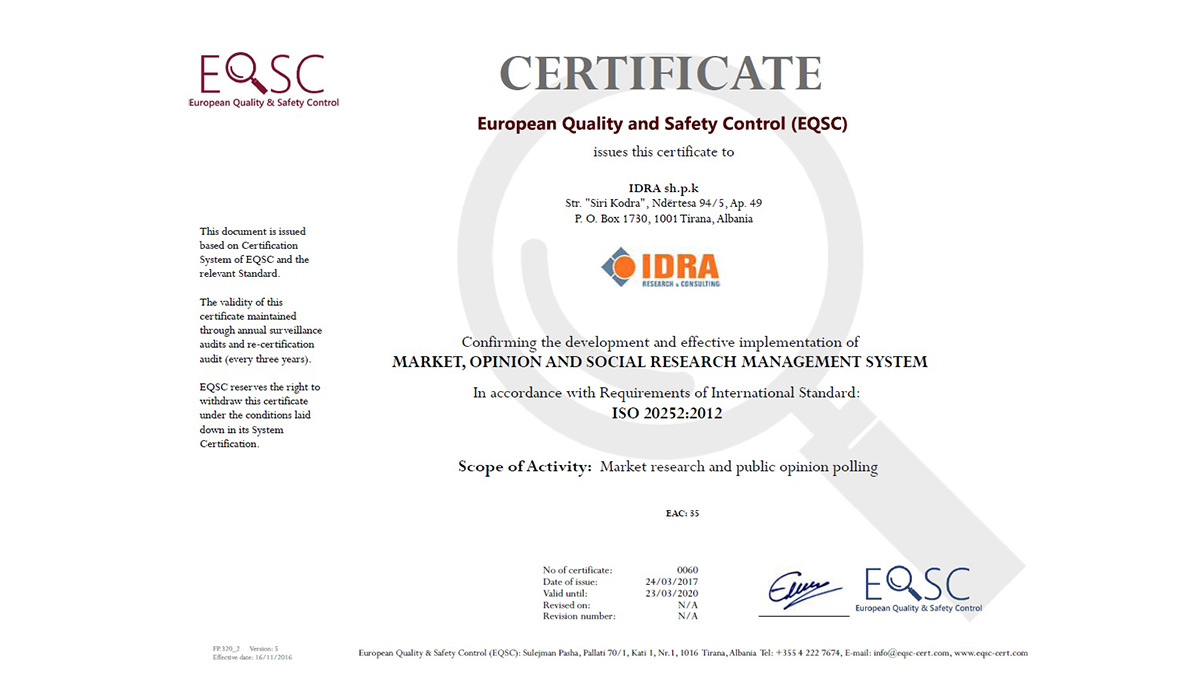 EQSC
European Quality & Safety Control
CERTIFICATE
European Quality and Safety Control (EQSC)
issues this certificate to
IDRA sh.p.k
Str. "Siri Kodra", Ndërtesa 94/5, Ap. 49
P. O. Box 1730, 1001 Tirana, Albania
IDRA
RESEARCH & CONSULTING
This document is issued
based on Certification
System of EQSC and the
relevant Standard.
The validity of this
certificate maintained
through annual surveillance
audits and re-certification
audit (every three years).
EQSC reserves the right to
withdraw this certificate
under the conditions laid
down in its System
Certification.
Confirming the development and effective implementation of
MARKET, OPINION AND SOCIAL RESEARCH MANAGEMENT SYSTEM
In accordance with Requirements of International Standard:
ISO 20252:2012
Scope of Activity: Market research and public opinion polling
EAC: 35
No of certificate: 0060
Date of issue: 24/03/2017
Valid until: 23/03/2020
Revised on: N/A
Revision number: N/A
EQSC
European Quality & Safety Control
FP.320_2 Version: 5
Effective date: 16/11/2016
European Quality & Safety Control (EQSC): Sulejman Pasha, Pallati 70/1, Kati 1, Nr.1, 1016 Tirana, Albania Tel: +355 4 222 7674, E-mail: info@eqsc-cert.com, www.eqsc-cert.com